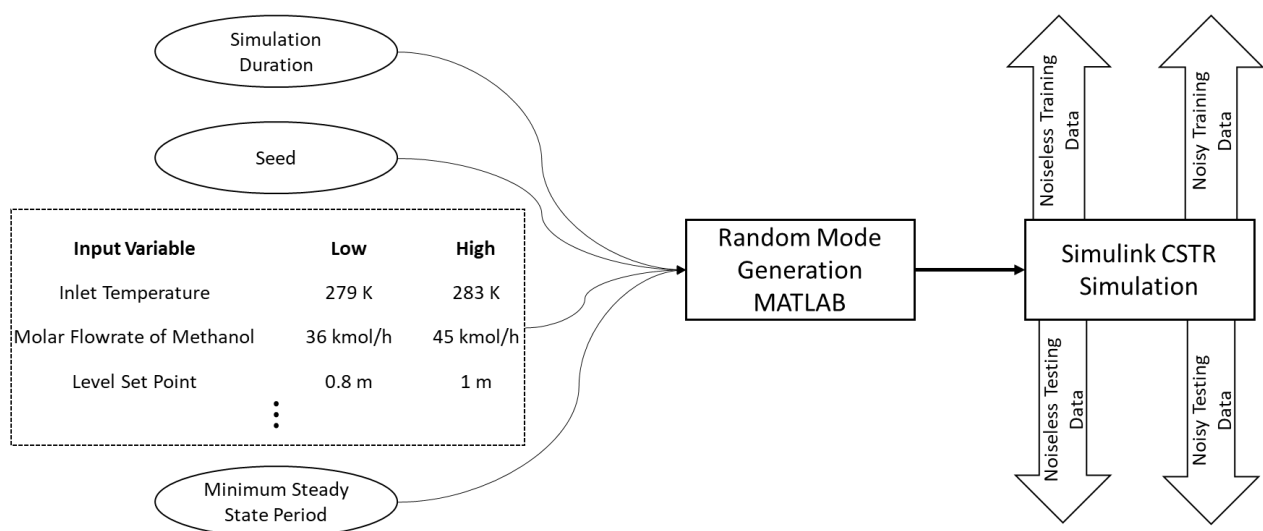 Simulation
Duration
Seed
Input Variable Low High
Inlet Temperature 279 K 283 K
Molar Flowrate of Methanol 36 kmol/h 45 kmol/h
Level Set Point 0.8 m 1 m
Minimum Steady
State Period
Random Mode
Generation
MATLAB
Simulink CSTR
Simulation
Noiseless Training
Data
Noisy Training
Data
Noiseless Testing
Data
Noisy Testing
Data